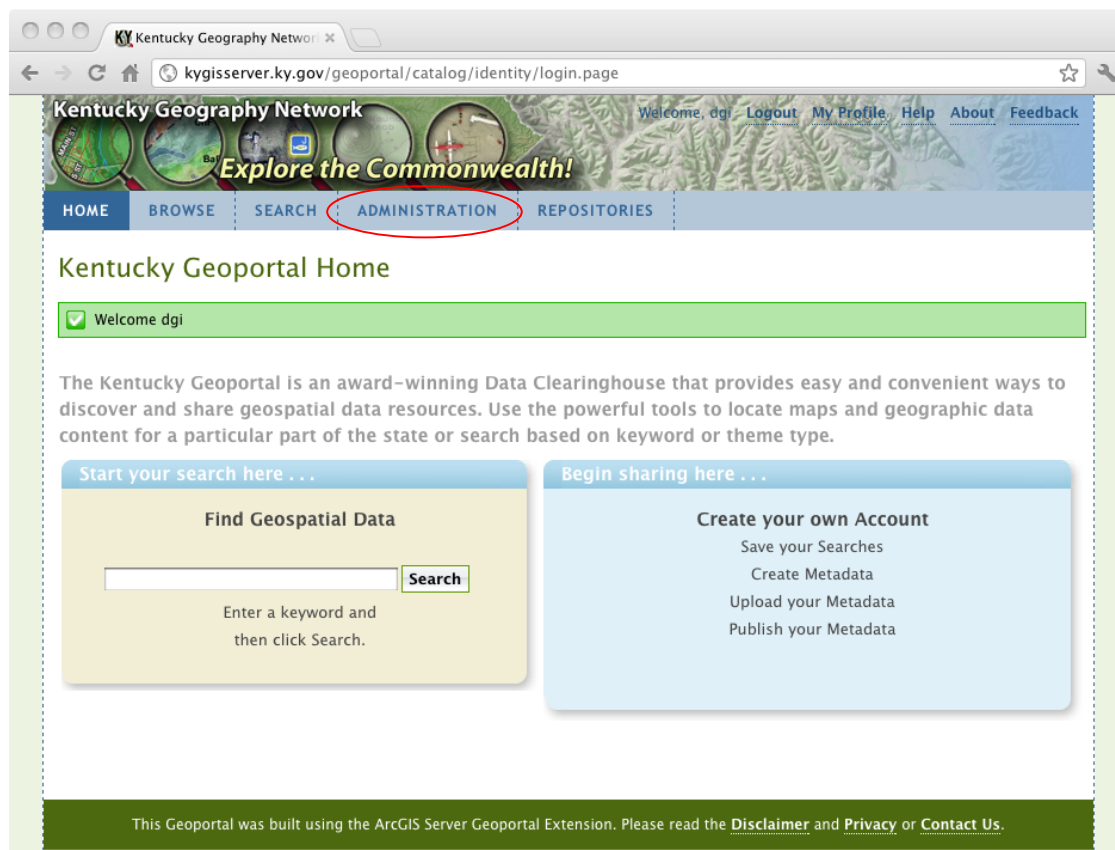 Kentucky Geography Networ
kygisserver.ky.gov/geoportal/catalog/identity/login.page
Kentucky Geography Network
Welcome, dgi Logout My Profile Help About Feedback
MAIN ST
S ST
Bat
Explore the Commonwealth!
HOME BROWSE SEARCH ADMINISTRATION REPOSITORIES
Kentucky Geoportal Home
Welcome dgi
The Kentucky Geoportal is an award-winning Data Clearinghouse that provides easy and convenient ways to
discover and share geospatial data resources. Use the powerful tools to locate maps and geographic data
content for a particular part of the state or search based on keyword or theme type.
Start your search here . . .
Find Geospatial Data
Search
Enter a keyword and
then click Search.
Begin sharing here . . .
Create your own Account
Save your Searches
Create Metadata
Upload your Metadata
Publish your Metadata
This Geoportal was built using the ArcGIS Server Geoportal Extension. Please read the Disclaimer and Privacy or Contact Us.